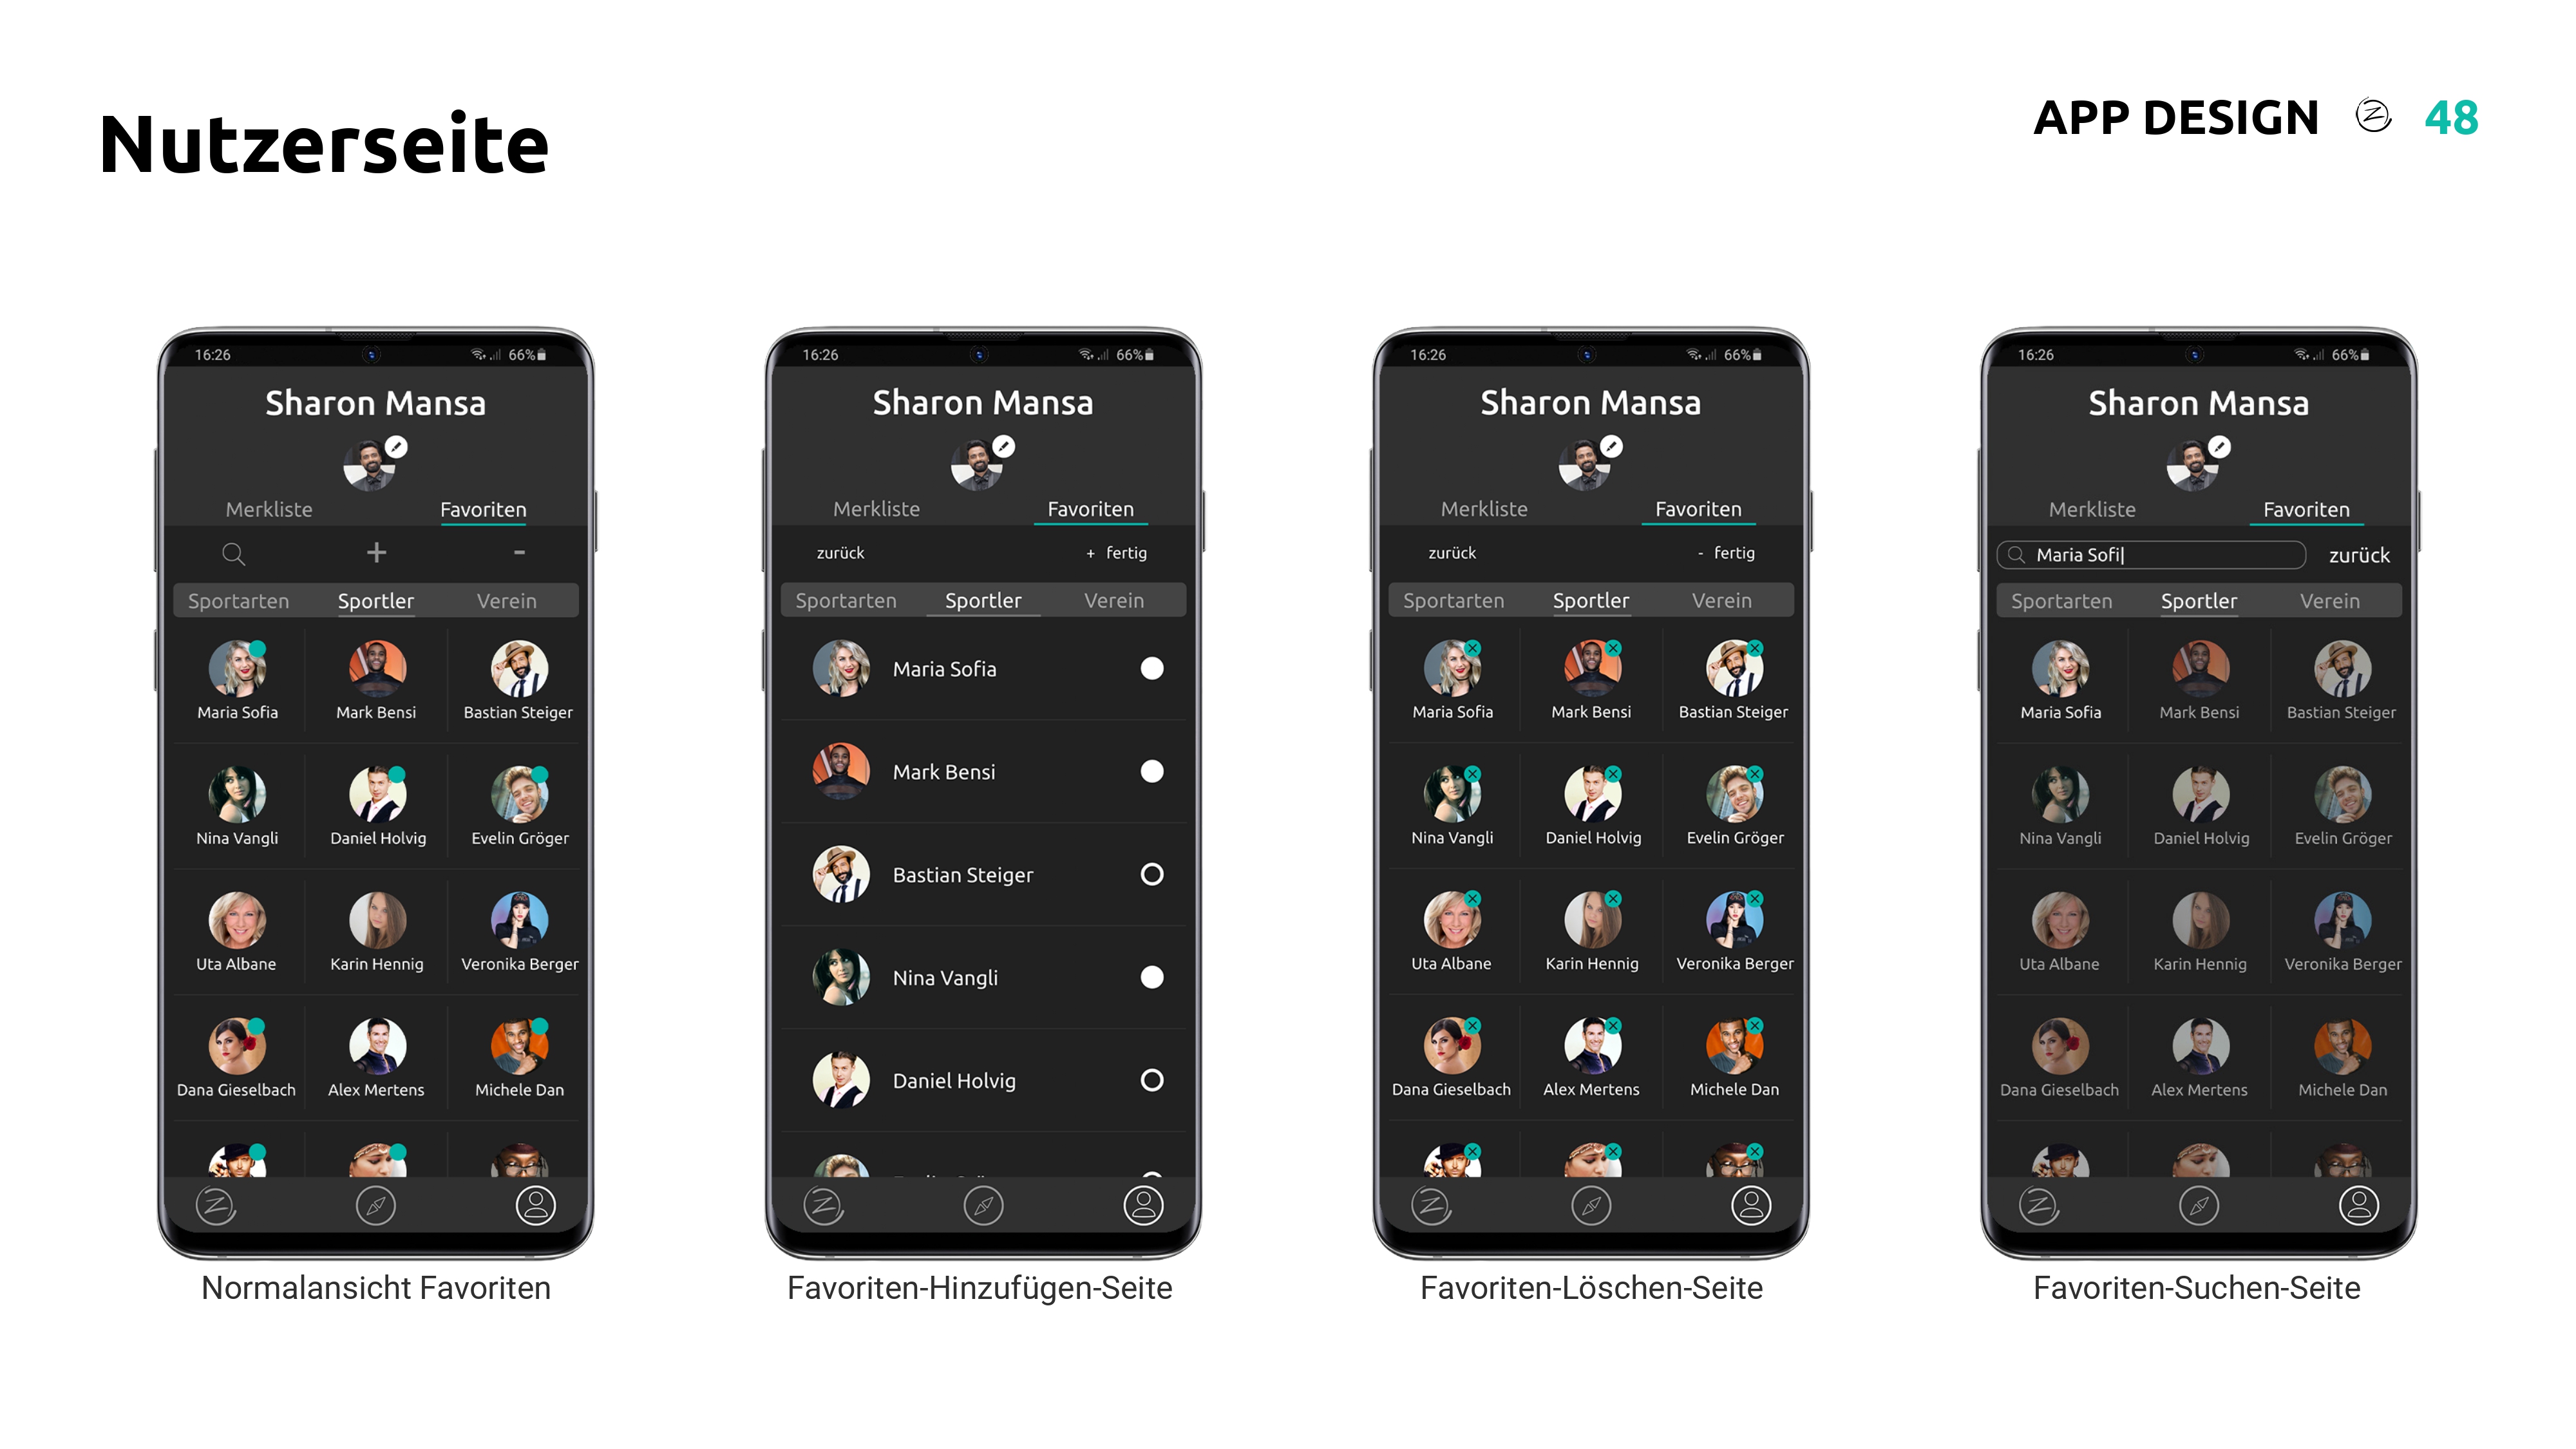 Nutzerseite
APP DESIGN 48
16:26 66%
Sharon Mansa
Merkliste Favoriten
+ -
Sportarten Sportler Verein
Maria Sofia Mark Bensi Bastian Steiger
Nina Vangli Daniel Holvig Evelin Gröger
Uta Albane Karin Hennig Veronika Berger
Dana Gieselbach Alex Mertens Michele Dan
Normalansicht Favoriten
16:26 66%
Sharon Mansa
Merkliste Favoriten
zurück + fertig
Sportarten Sportler Verein
Maria Sofia
Mark Bensi
Bastian Steiger
Nina Vangli
Daniel Holvig
Favoriten-Hinzufügen-Seite
16:26 66%
Sharon Mansa
Merkliste Favoriten
zurück - fertig
Sportarten Sportler Verein
Maria Sofia Mark Bensi Bastian Steiger
Nina Vangli Daniel Holvig Evelin Gröger
Uta Albane Karin Hennig Veronika Berger
Dana Gieselbach Alex Mertens Michele Dan
Favoriten-Löschen-Seite
16:26 66%
Sharon Mansa
Merkliste Favoriten
Maria Sofi| zurück
Sportarten Sportler Verein
Maria Sofia Mark Bensi Bastian Steiger
Nina Vangli Daniel Holvig Evelin Gröger
Uta Albane Karin Hennig Veronika Berger
Dana Gieselbach Alex Mertens Michele Dan
Favoriten-Suchen-Seite